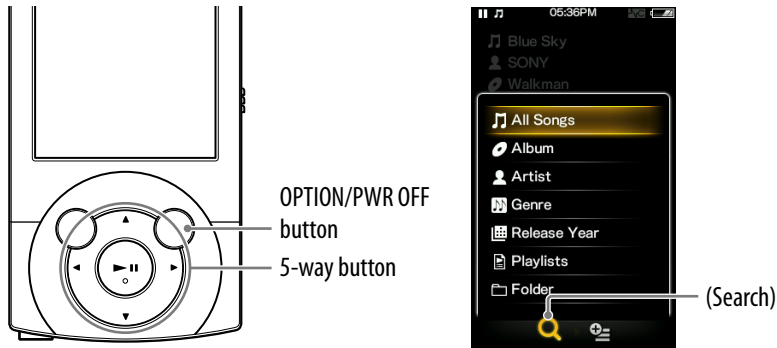 OPTION/PWR OFF
button
5-way button
05:36PM
Blue Sky
SONY
Walkman
All Songs
Album
Artist
Genre
Release Year
Playlists
Folder
(Search)